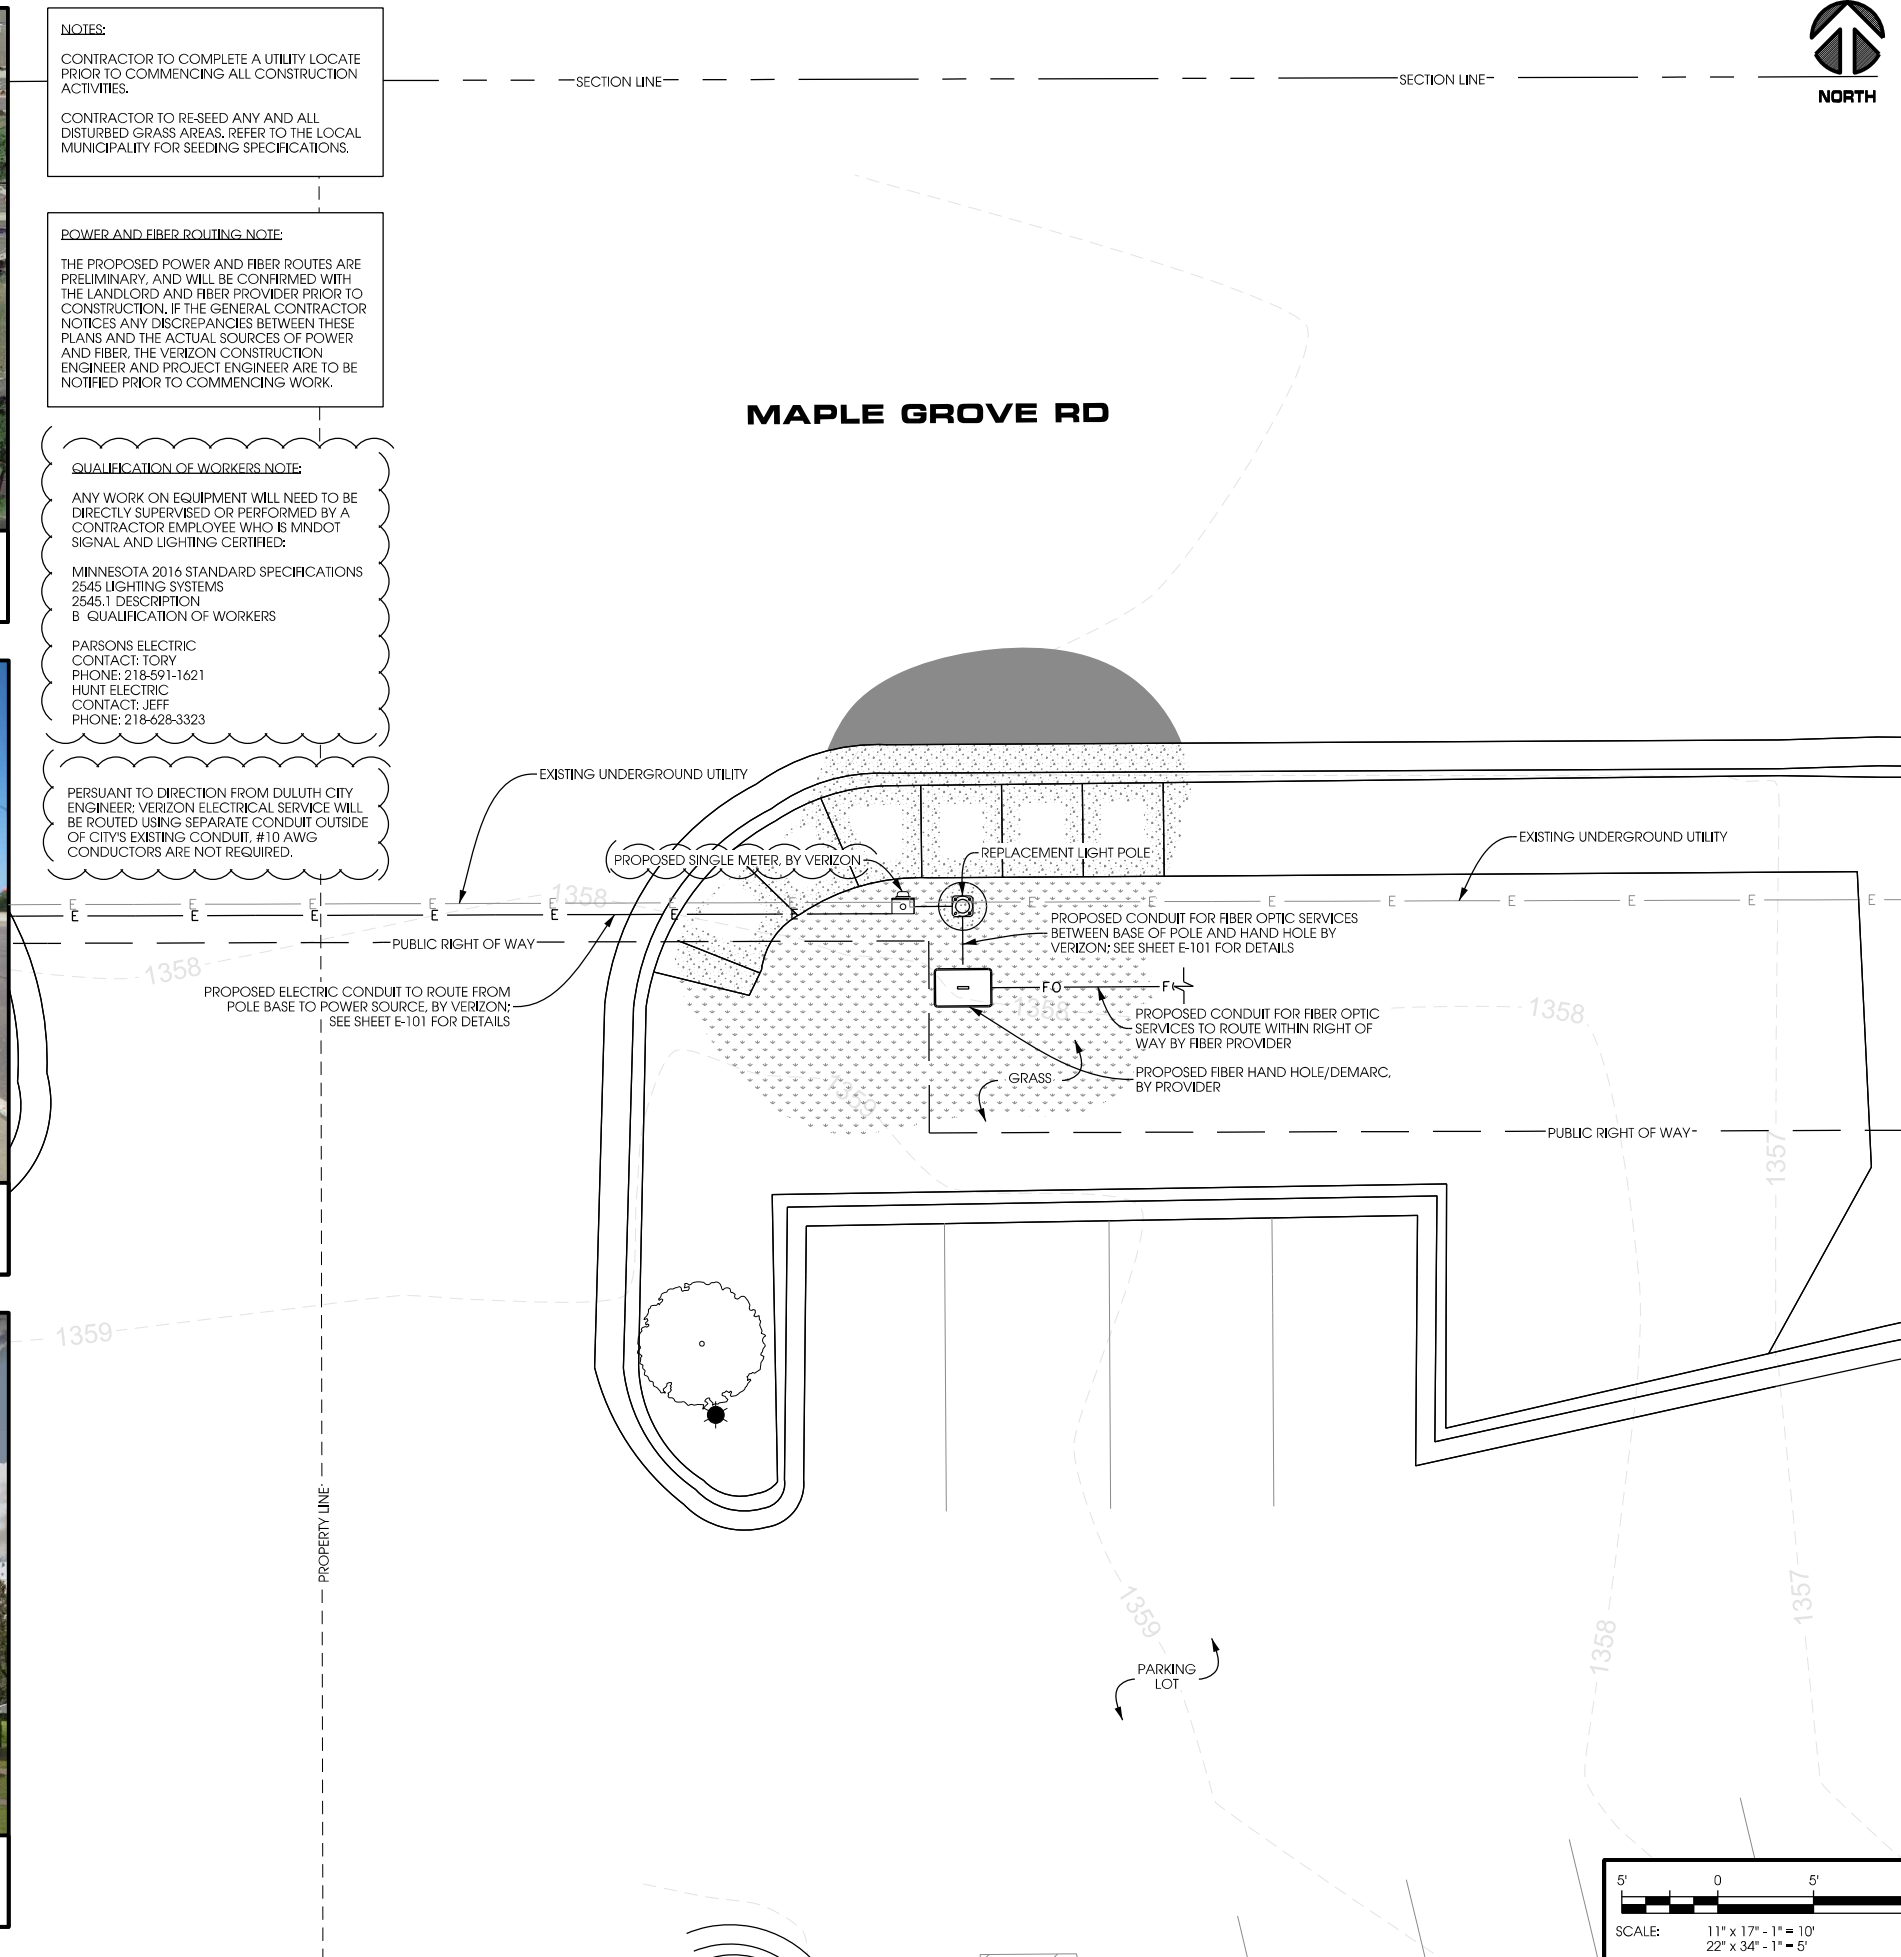 NOTES:
CONTRACTOR TO COMPLETE A UTILITY LOCATE
PRIOR TO COMMENCING ALL CONSTRUCTION
ACTIVITIES.
CONTRACTOR TO RE-SEED ANY AND ALL
DISTURBED GRASS AREAS. REFER TO THE LOCAL
MUNICIPALITY FOR SEEDING SPECIFICATIONS.
SECTION LINE
SECTION LINE
NORTH
POWER AND FIBER ROUTING NOTE:
THE PROPOSED POWER AND FIBER ROUTES ARE
PRELIMINARY, AND WILL BE CONFIRMED WITH
THE LANDLORD AND FIBER PROVIDER PRIOR TO
CONSTRUCTION. IF THE GENERAL CONTRACTOR
NOTICES ANY DISCREPANCIES BETWEEN THESE
PLANS AND THE ACTUAL SOURCES OF POWER
AND FIBER, THE VERIZON CONSTRUCTION
ENGINEER AND PROJECT ENGINEER ARE TO BE
NOTIFIED PRIOR TO COMMENCING WORK.
MAPLE GROVE RD
QUALIFICATION OF WORKERS NOTE:
ANY WORK ON EQUIPMENT WILL NEED TO BE
DIRECTLY SUPERVISED OR PERFORMED BY A
CONTRACTOR EMPLOYEE WHO IS MNDOT
SIGNAL AND LIGHTING CERTIFIED:
MINNESOTA 2016 STANDARD SPECIFICATIONS
2545 LIGHTING SYSTEMS
2545.1 DESCRIPTION
B QUALIFICATION OF WORKERS
PARSONS ELECTRIC
CONTACT: TORY
PHONE: 218-591-1621
HUNT ELECTRIC
CONTACT: JEFF
PHONE: 218-628-3323
PERSUANT TO DIRECTION FROM DULUTH CITY
ENGINEER; VERIZON ELECTRICAL SERVICE WILL
BE ROUTED USING SEPARATE CONDUIT OUTSIDE
OF CITY'S EXISTING CONDUIT, #10 AWG
CONDUCTORS ARE NOT REQUIRED.
EXISTING UNDERGROUND UTILITY
EXISTING UNDERGROUND UTILITY
PROPOSED SINGLE METER, BY VERIZON
REPLACEMENT LIGHT POLE
1358
E E E E E E E E E E E E E E E
E E E E E E E
PROPOSED CONDUIT FOR FIBER OPTIC SERVICES
BETWEEN BASE OF POLE AND HAND HOLE BY
VERIZON; SEE SHEET E-101 FOR DETAILS
PUBLIC RIGHT OF WAY
1358
PROPOSED ELECTRIC CONDUIT TO ROUTE FROM
POLE BASE TO POWER SOURCE, BY VERIZON;
SEE SHEET E-101 FOR DETAILS
FO
1358
1358
PROPOSED CONDUIT FOR FIBER OPTIC
SERVICES TO ROUTE WITHIN RIGHT OF
WAY BY FIBER PROVIDER
GRASS
PROPOSED FIBER HAND HOLE/DEMARC,
BY PROVIDER
1359
PUBLIC RIGHT OF WAY
1357
1359
PROPERTY LINE
1359
1358
1357
PARKING
LOT
5' 0 5'
SCALE: 11" x 17" - 1" = 10'
22" x 34" - 1" = 5'